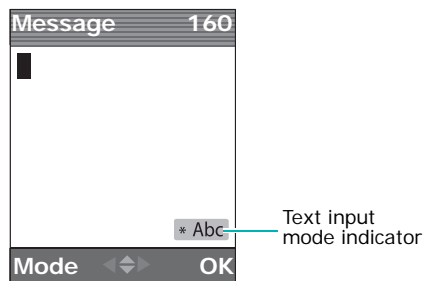 Message 160
* Abc
Text input
mode indicator
Mode OK